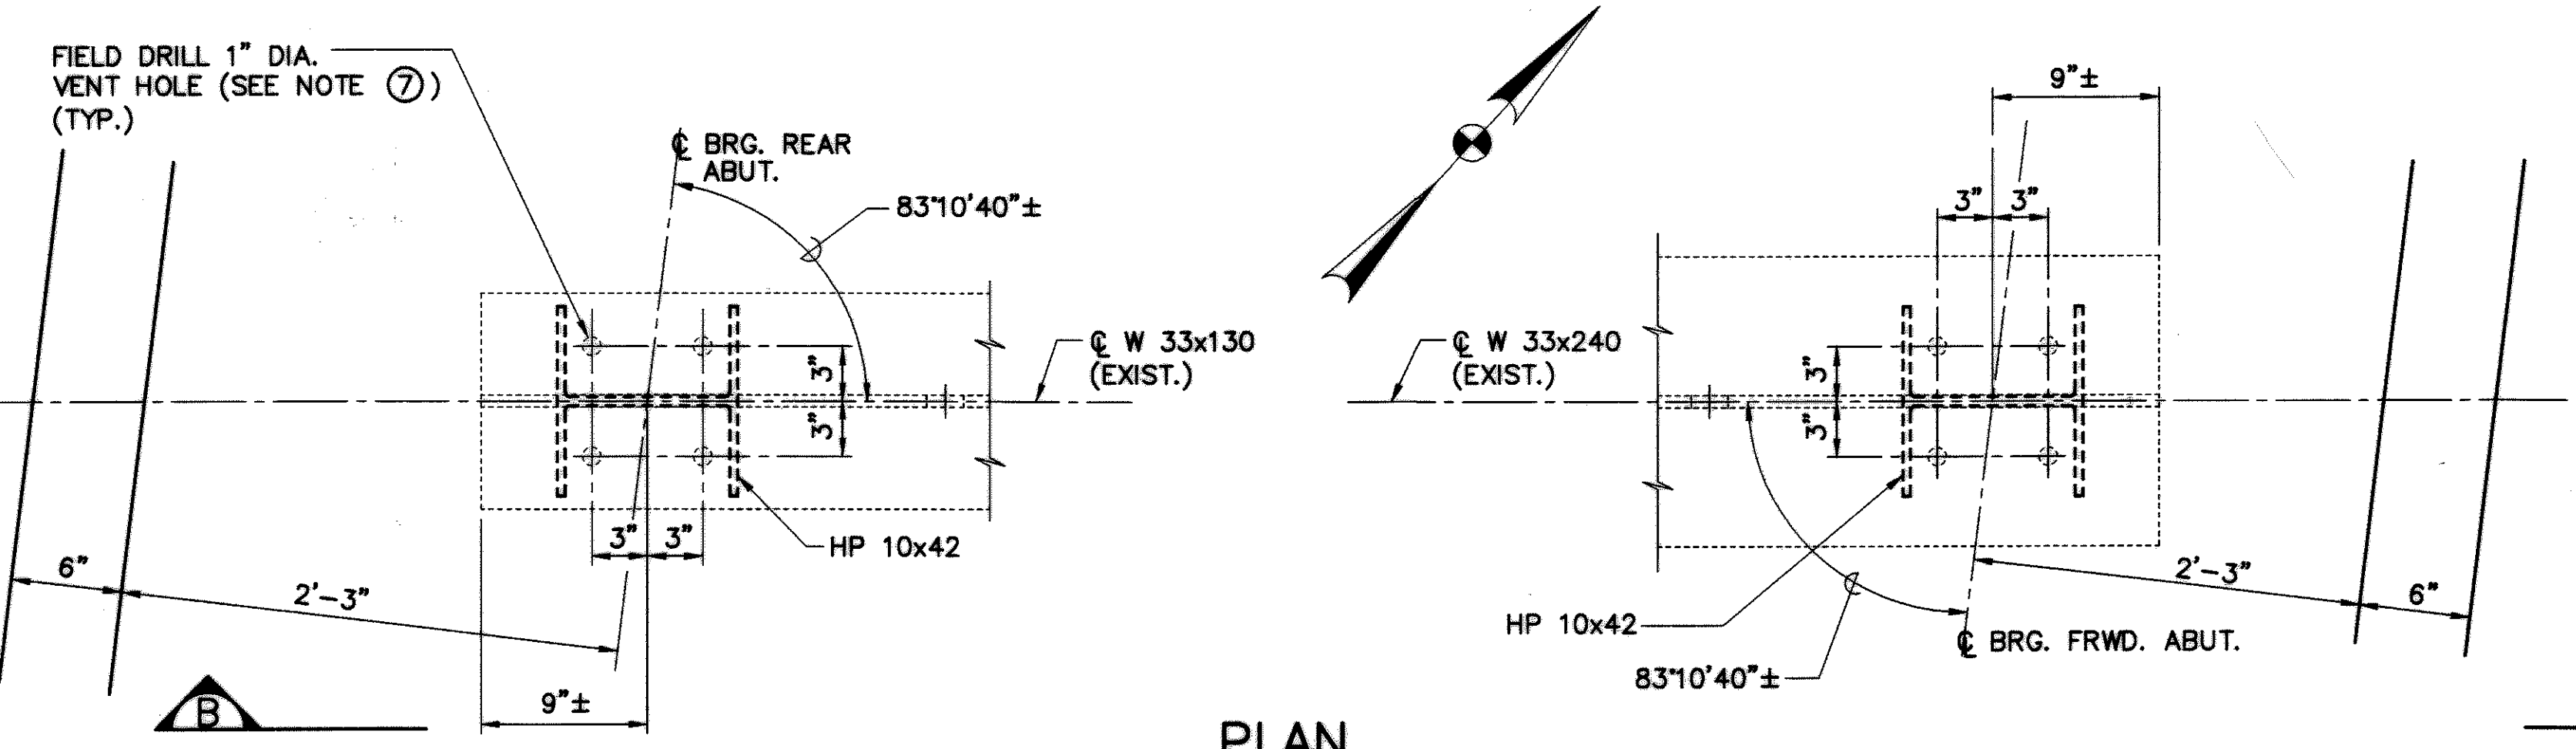 FIELD DRILL 1" DIA.
VENT HOLE (SEE NOTE 7)
(TYP.)
℄ BRG. REAR
ABUT.
83°10'40"±
℄ W 33x130
(EXIST.)
3"
3"
3" 3"
HP 10x42
6"
2'-3"
9"±
B
9"±
3" 3"
℄ W 33x240
(EXIST.)
3"
3"
HP 10x42
83°10'40"±
2'-3"
6"
℄ BRG. FRWD. ABUT.
PLAN